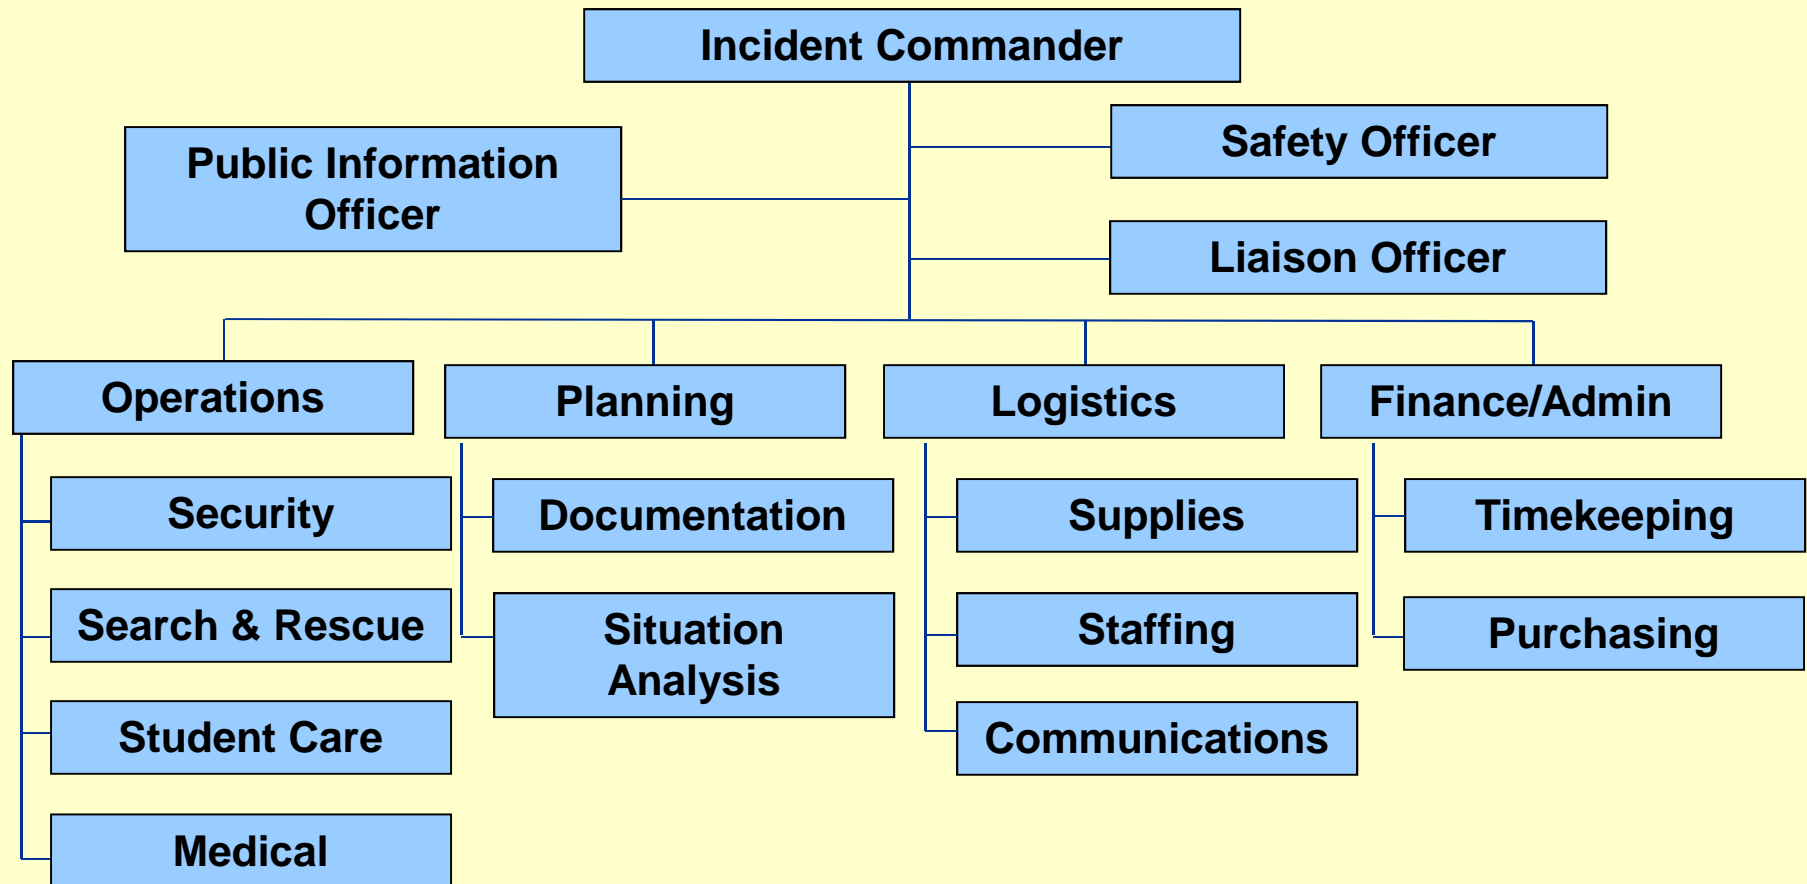 Incident Commander
Public Information
Officer
Safety Officer
Liaison Officer
Operations
Planning
Logistics
Finance/Admin
Security
Search & Rescue
Student Care
Medical
Documentation
Situation
Analysis
Supplies
Staffing
Communications
Timekeeping
Purchasing